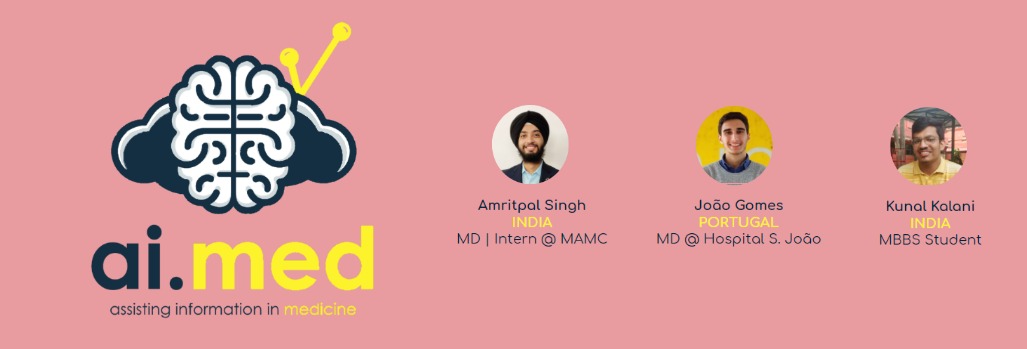 ai.med
assisting information in medicine
Amritpal Singh
INDIA
MD | Intern @ MAMC
João Gomes
PORTUGAL
MD @ Hospital S. João
Kunal Kalani
INDIA
MBBS Student